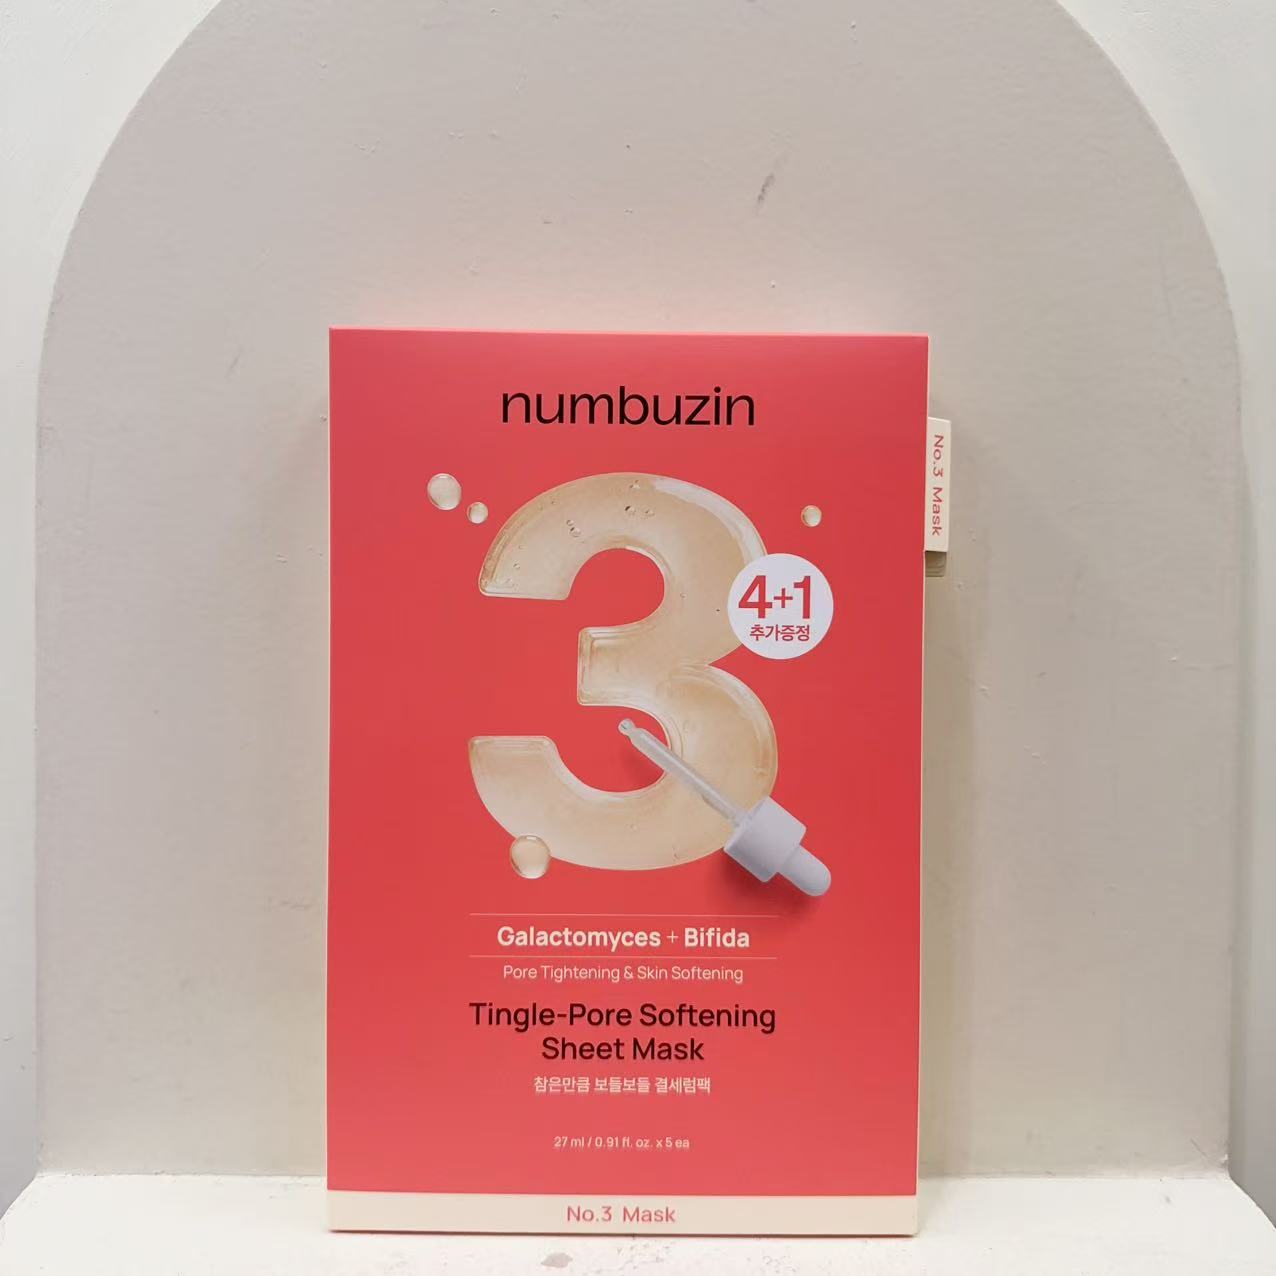 numbuzin
No.3 Mask
3
4+1
추가증정
Galactomyces + Bifida
Pore Tightening & Skin Softening
Tingle-Pore Softening
Sheet Mask
참은만큼 보들보들 결세럼팩
27 ml / 0.91 fl. oz. x 5 ea
No.3 Mask